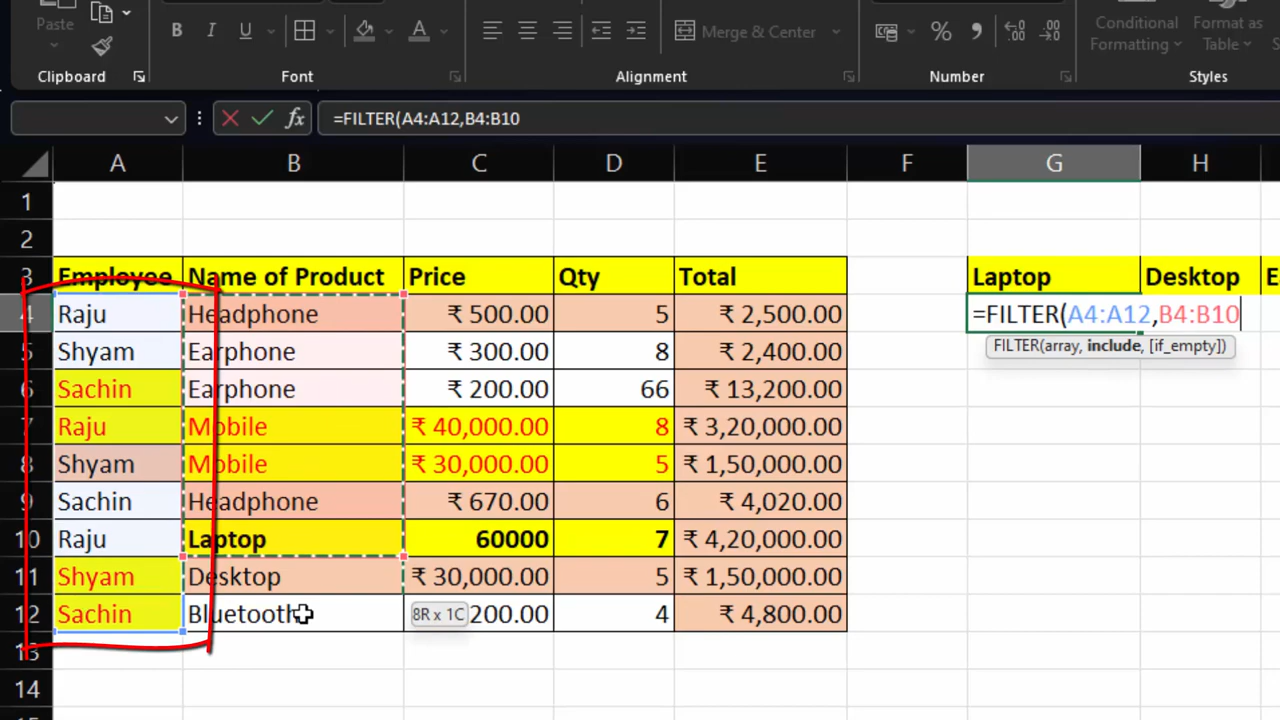 Paste
B I U A
Merge & Center
% 9
Conditional Formatting
Format as Table
Clipboard
Font
Alignment
Number
Styles
fx =FILTER(A4:A12,B4:B10
A B C D E F G H
1
2
3 Employee Name of Product Price Qty Total Laptop Desktop E
4 Raju Headphone ₹ 500.00 5 ₹ 2,500.00 =FILTER(A4:A12,B4:B10
FILTER(array, include, [if_empty])
5 Shyam Earphone ₹ 300.00 8 ₹ 2,400.00
6 Sachin Earphone ₹ 200.00 66 ₹ 13,200.00
7 Raju Mobile ₹ 40,000.00 8 ₹ 3,20,000.00
8 Shyam Mobile ₹ 30,000.00 5 ₹ 1,50,000.00
9 Sachin Headphone ₹ 670.00 6 ₹ 4,020.00
10 Raju Laptop 60000 7 ₹ 4,20,000.00
11 Shyam Desktop ₹ 30,000.00 5 ₹ 1,50,000.00
12 Sachin Bluetooth 8R x 1C 200.00 4 ₹ 4,800.00
13
14